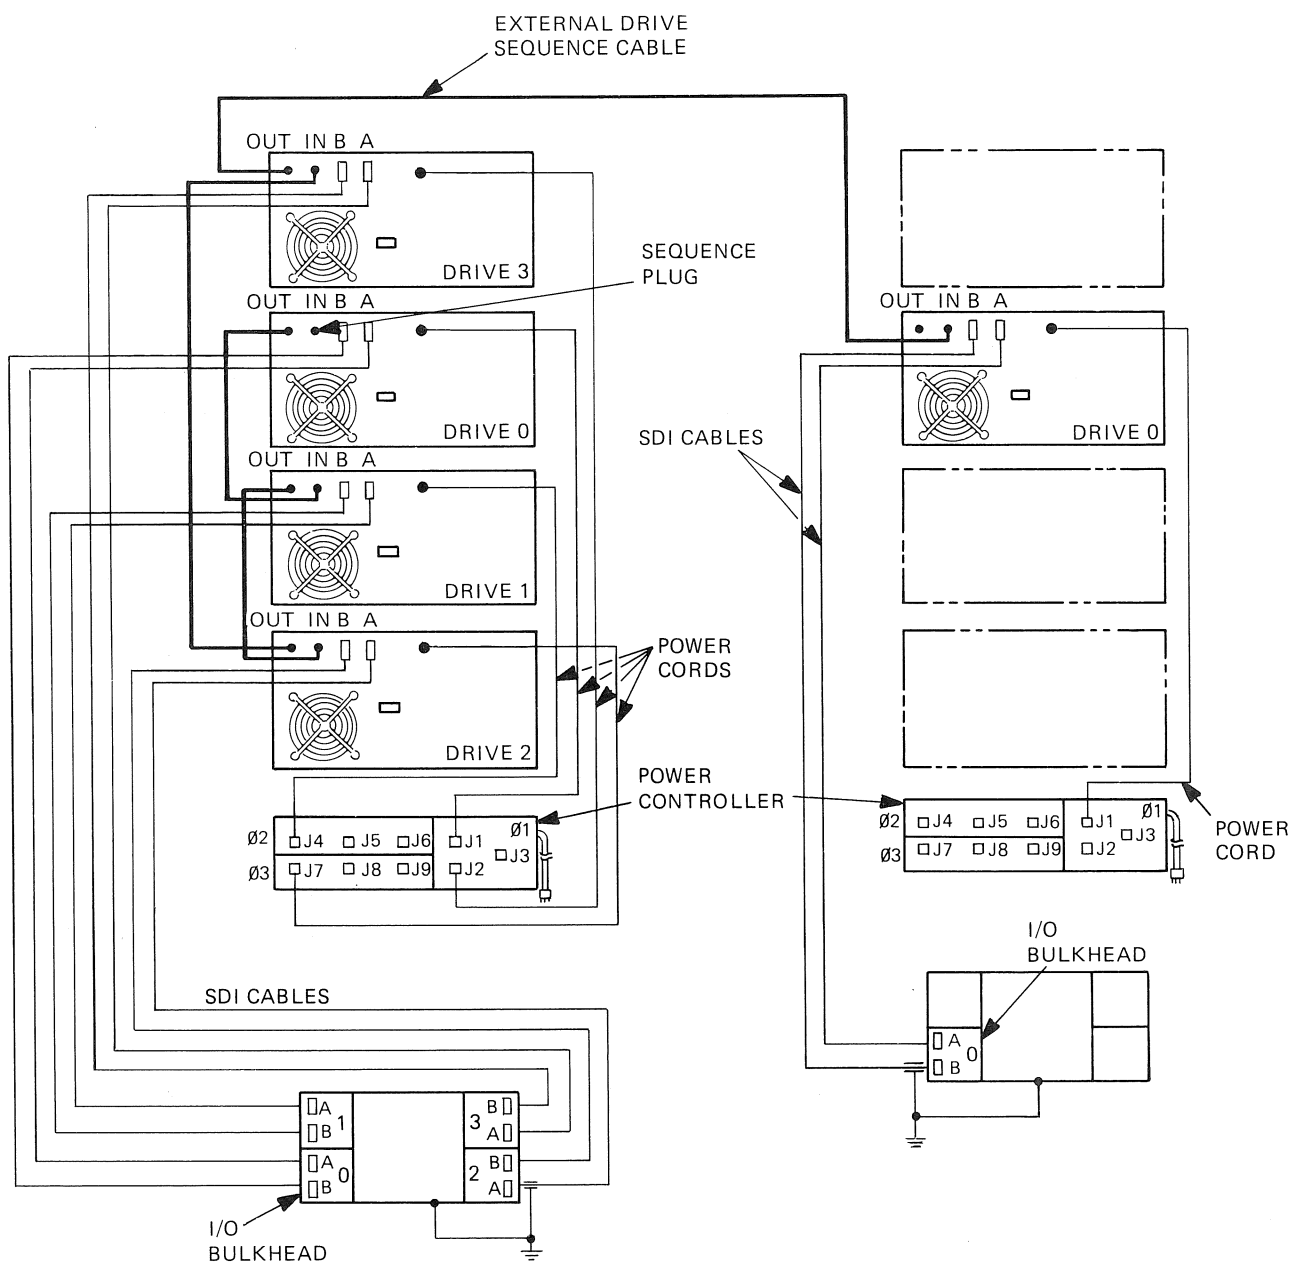 EXTERNAL DRIVE
SEQUENCE CABLE
OUT IN B A
DRIVE 3
SEQUENCE
PLUG
OUT IN B A
DRIVE 0
OUT IN B A
DRIVE 0
SDI CABLES
OUT IN B A
DRIVE 1
OUT IN B A
DRIVE 2
POWER
CORDS
POWER
CONTROLLER
Ø2 J4 J5 J6 J1 Ø1
J3
Ø3 J7 J8 J9 J2
Ø2 J4 J5 J6 J1 Ø1
J3
Ø3 J7 J8 J9 J2
POWER
CORD
I/O
BULKHEAD
A
0
B
SDI CABLES
A
1
B
B
3
A
A
0
B
B
2
A
I/O
BULKHEAD